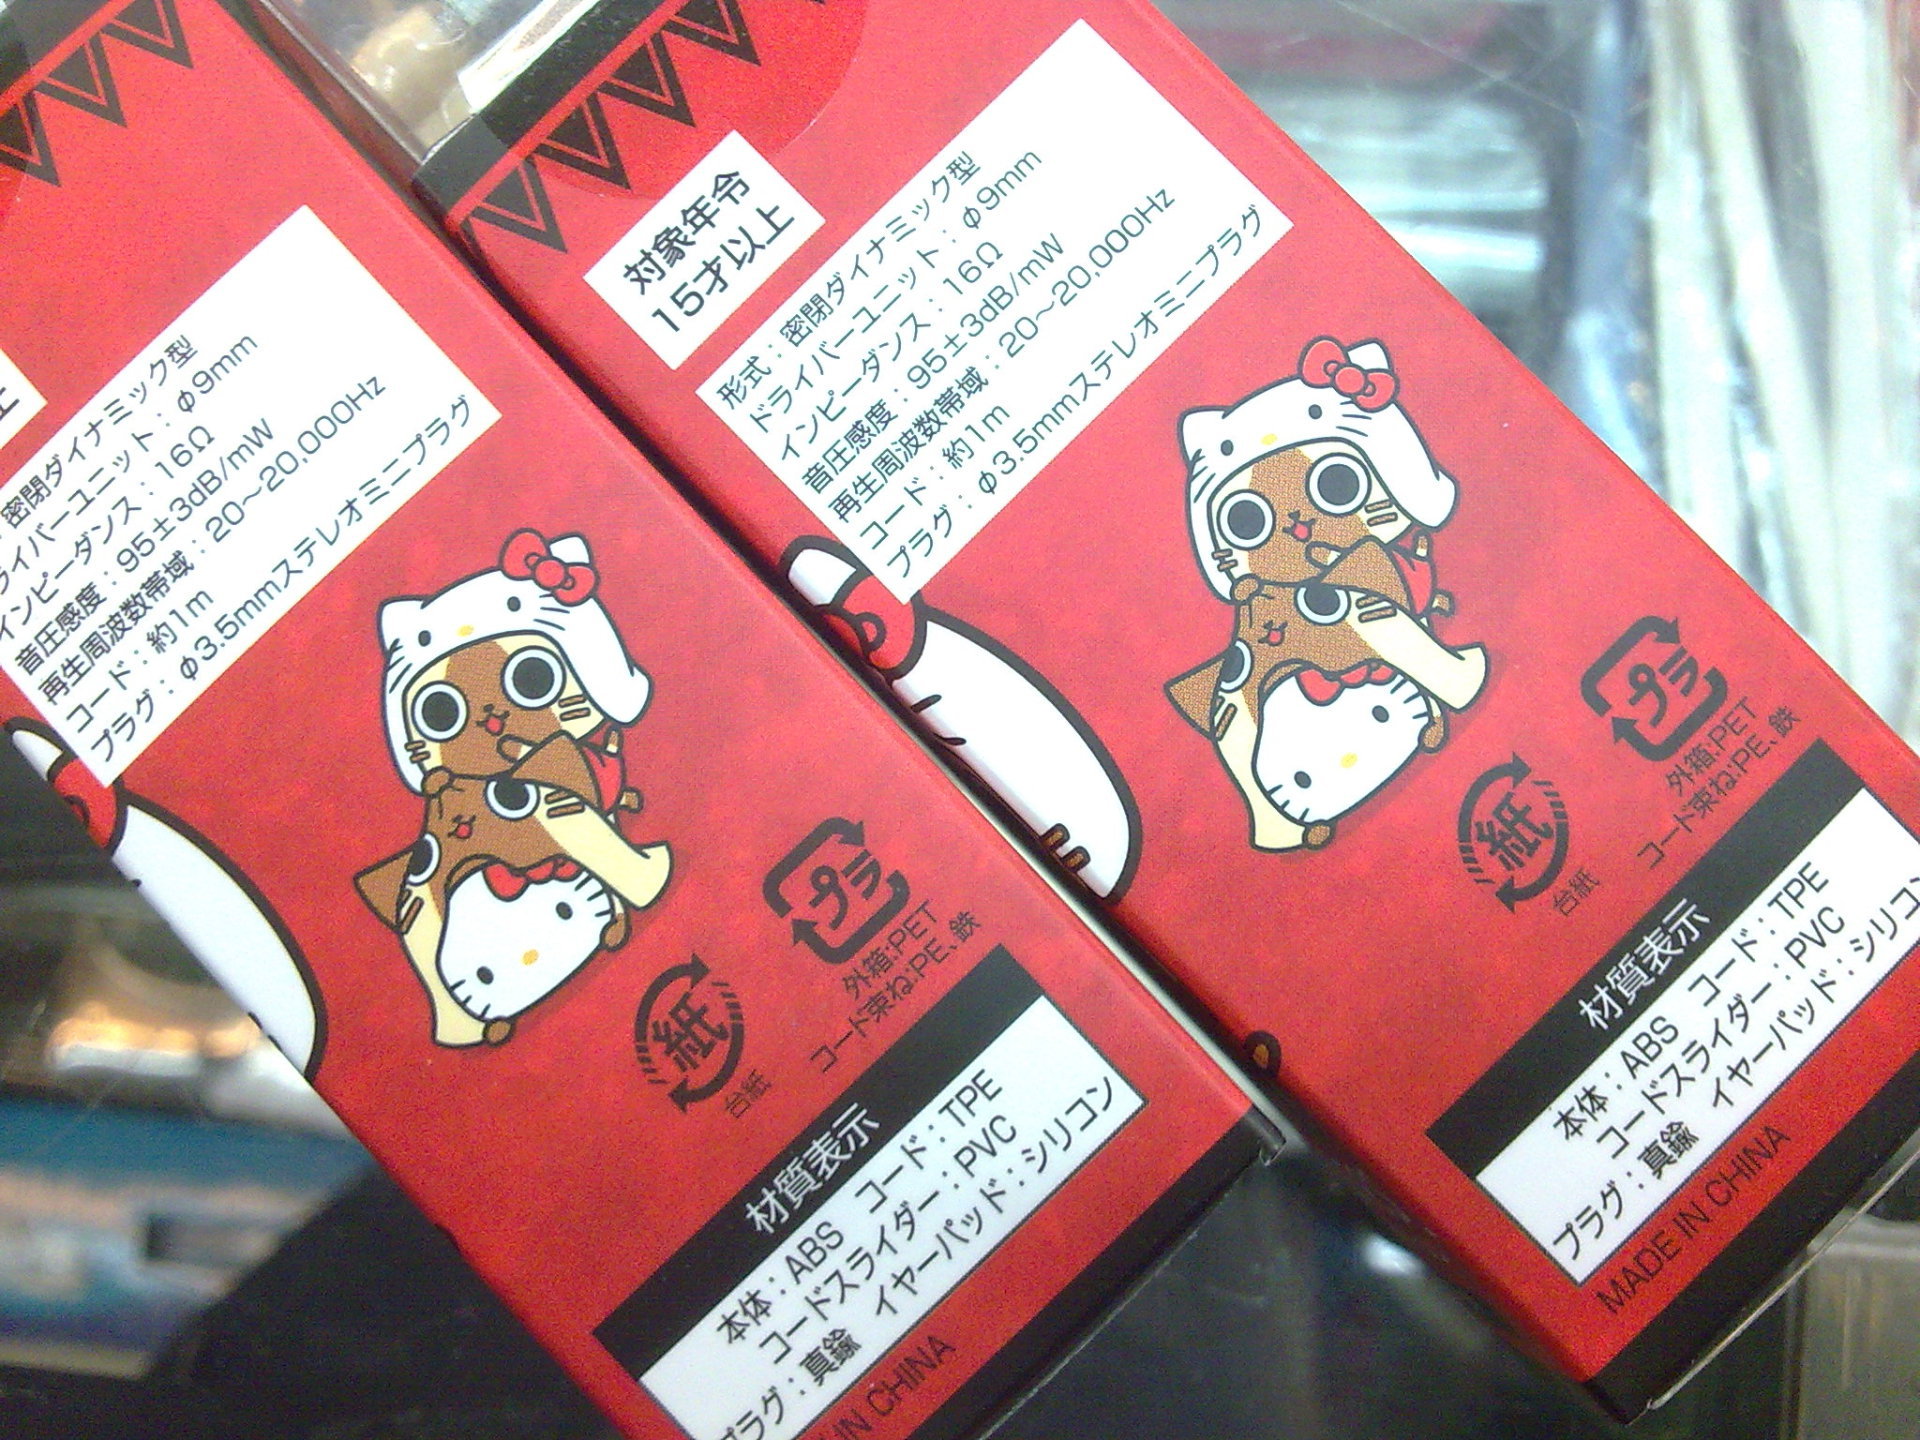 上
密閉ダイナミック型
ライバーユニット：φ9mm
インピーダンス：16Ω
音圧感度：95±3dB/mW
再生周波数帯域：20～20,000Hz
コード：約1m
プラグ：φ3.5mmステレオミニプラグ
プラ
外箱:PET
コード束ね:PE、鉄
紙
台紙
材質表示
本体：ABS　コード：TPE
コードスライダー：PVC
プラグ：真鍮　イヤーパッド：シリコン
IN CHINA
対象年令
15才以上
形式：密閉ダイナミック型
ドライバーユニット：φ9mm
インピーダンス：16Ω
音圧感度：95±3dB/mW
再生周波数帯域：20～20,000Hz
コード：約1m
プラグ：φ3.5mmステレオミニプラグ
プラ
外箱:PET
コード束ね:PE、鉄
紙
台紙
材質表示
本体：ABS　コード：TPE
コードスライダー：PVC
プラグ：真鍮　イヤーパッド：シリコン
MADE IN CHINA